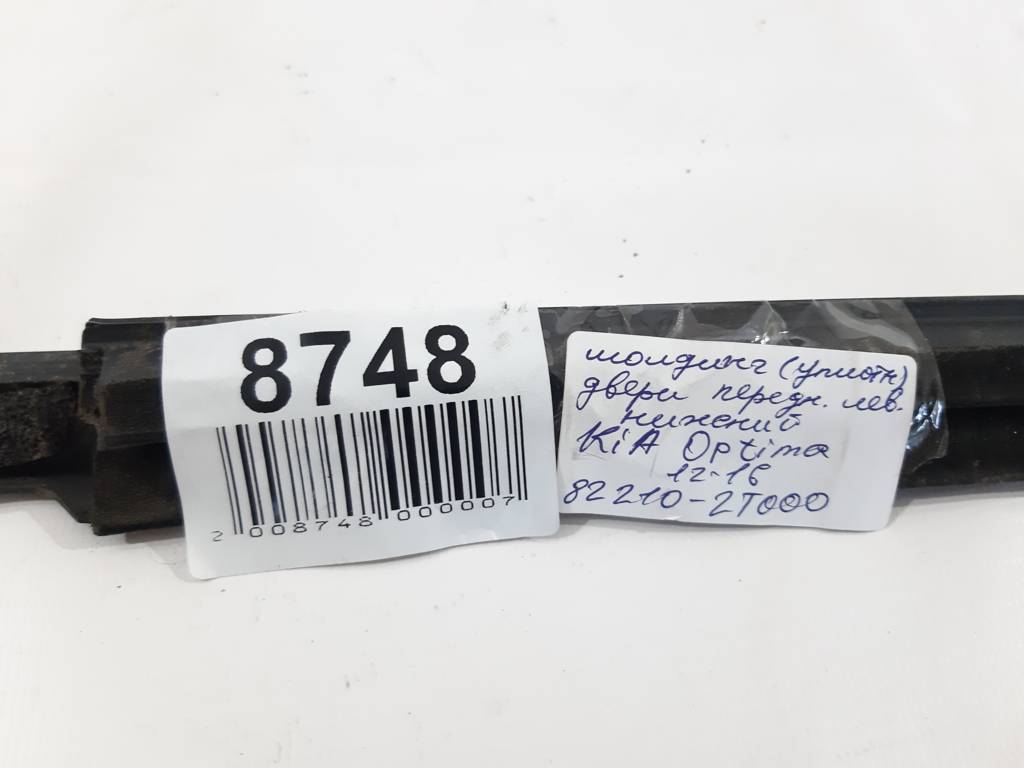 8748
2 008748 000007
молдинг (уплотн)
двери передн. лев.
нижний
KiA Optima
12-16
82210-2T000